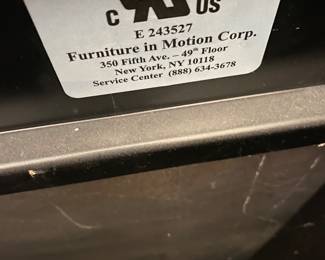 C US
E 243527
Furniture in Motion Corp.
350 Fifth Ave. – 49th Floor
New York, NY 10118
Service Center (888) 634-3678